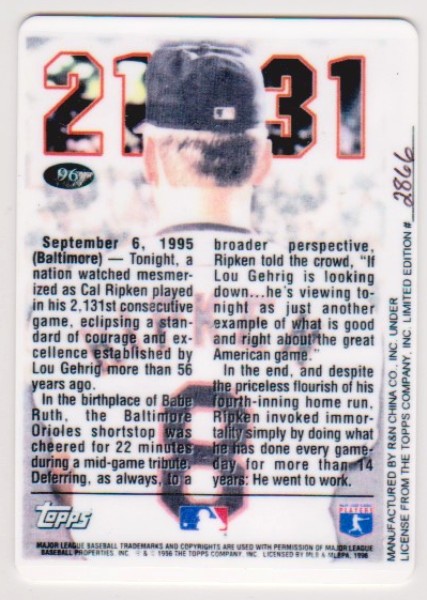 2131
96
September 6, 1995
(Baltimore) — Tonight, a
nation watched mesmer-
ized as Cal Ripken played
in his 2,131st consecutive
game, eclipsing a stan-
dard of courage and ex-
cellence established by
Lou Gehrig more than 56
years ago.
In the birthplace of Babe
Ruth, the Baltimore
Orioles shortstop was
cheered for 22 minutes
during a mid-game tribute.
Deferring, as always, to a
broader perspective,
Ripken told the crowd, "If
Lou Gehrig is looking
down...he's viewing to-
night as just another
example of what is good
and right about the great
American game."
In the end, and despite
the priceless flourish of his
fourth-inning home run,
Ripken invoked immor-
tality simply by doing what
he has done every game-
day for more than 14
years: He went to work.
8
Topps
PLAYERS
MAJOR LEAGUE BASEBALL TRADEMARKS AND COPYRIGHTS ARE USED WITH PERMISSION OF MAJOR LEAGUE
BASEBALL PROPERTIES, INC. ® & © 1996 THE TOPPS COMPANY, INC. LICENSED BY MLB & MLBPA, 1996
MANUFACTURED BY R&N CHINA CO., INC. UNDER
LICENSE FROM THE TOPPS COMPANY, INC. LIMITED EDITION # 2866